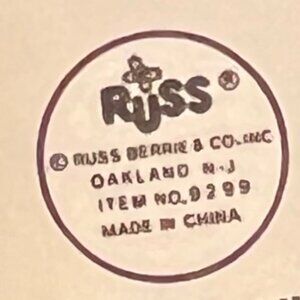 RUSS ®
© RUSS BERRIE & CO. INC
OAKLAND N.J
ITEM NO. 9299
MADE IN CHINA